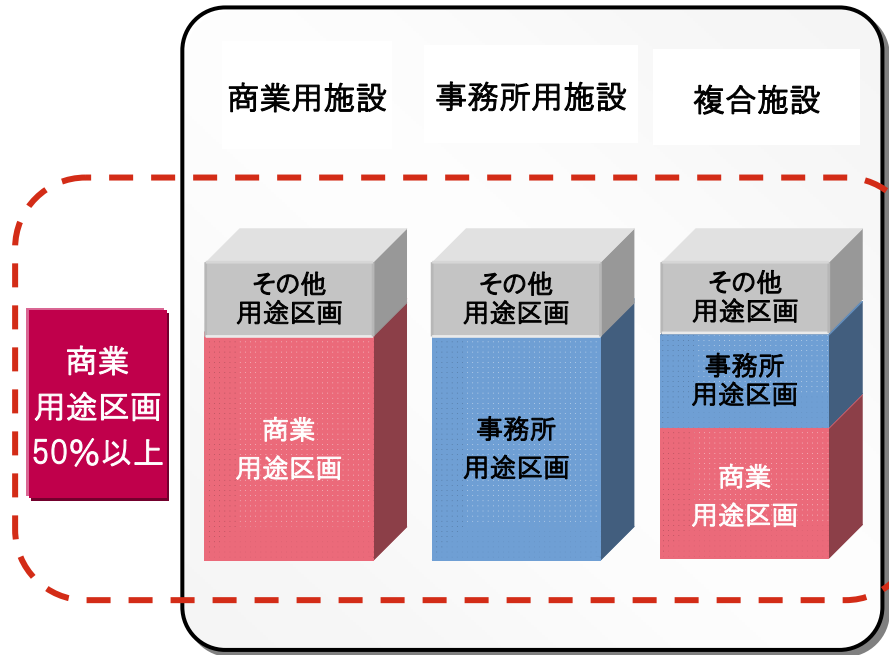 商業用施設
事務所用施設
複合施設
商業
用途区画
50%以上
その他
用途区画
商業
用途区画
その他
用途区画
事務所
用途区画
その他
用途区画
事務所
用途区画
商業
用途区画